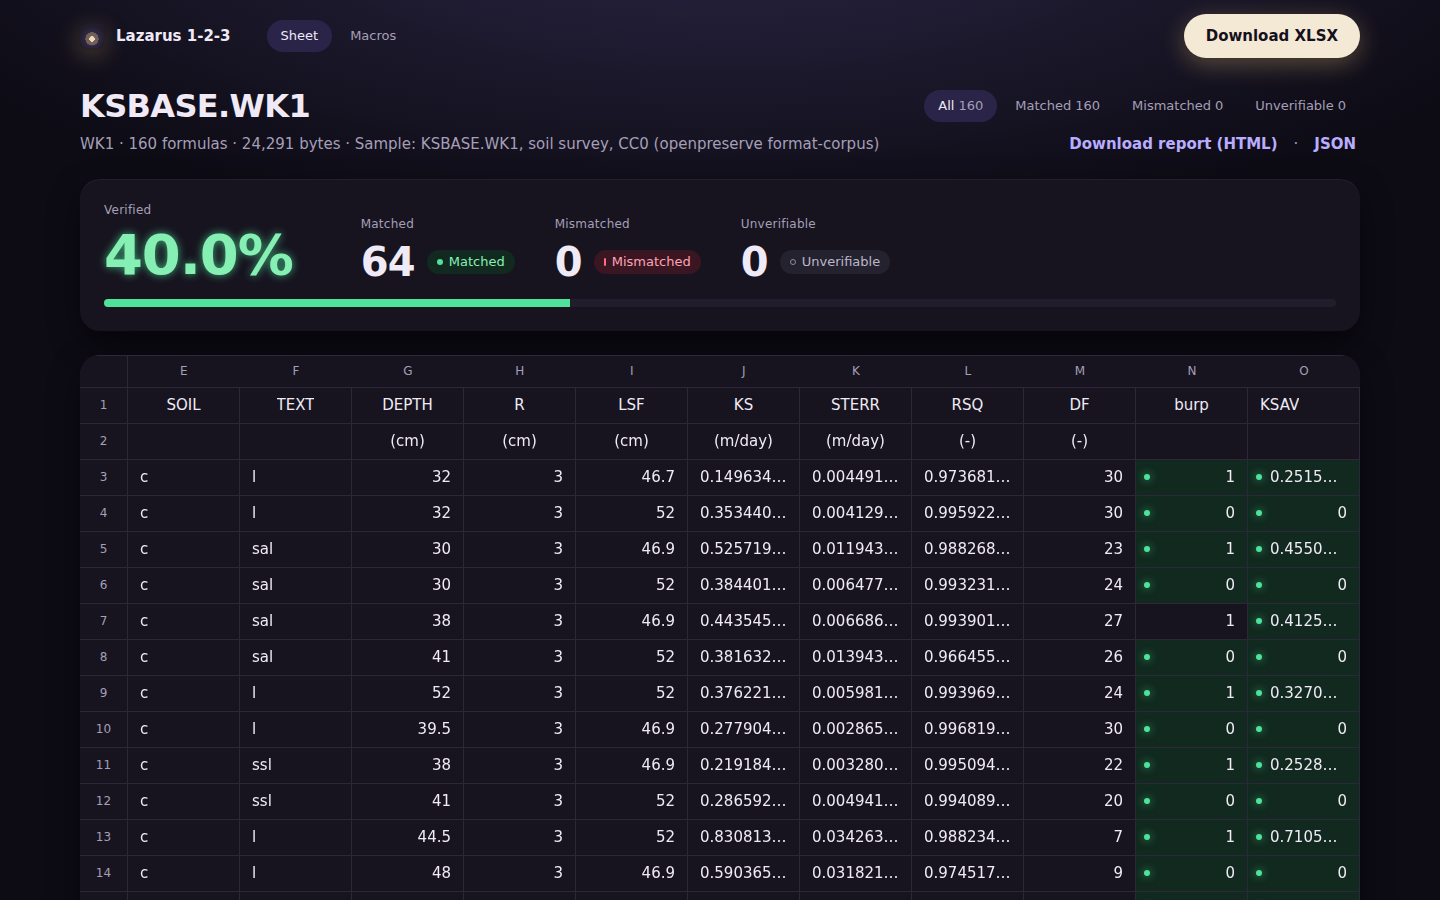 Lazarus 1-2-3 Sheet Macros Download XLSX
KSBASE.WK1
All 160 Matched 160 Mismatched 0 Unverifiable 0
WK1 · 160 formulas · 24,291 bytes · Sample: KSBASE.WK1, soil survey, CC0 (openpreserve format-corpus)
Download report (HTML) · JSON
Verified
40.0%
Matched
64 Matched
Mismatched
0 Mismatched
Unverifiable
0 Unverifiable
E F G H I J K L M N O
1 SOIL TEXT DEPTH R LSF KS STERR RSQ DF burp KSAV
2 (cm) (cm) (cm) (m/day) (m/day) (-) (-)
3 c l 32 3 46.7 0.149634… 0.004491… 0.973681… 30 1 0.2515…
4 c l 32 3 52 0.353440… 0.004129… 0.995922… 30 0 0
5 c sal 30 3 46.9 0.525719… 0.011943… 0.988268… 23 1 0.4550…
6 c sal 30 3 52 0.384401… 0.006477… 0.993231… 24 0 0
7 c sal 38 3 46.9 0.443545… 0.006686… 0.993901… 27 1 0.4125…
8 c sal 41 3 52 0.381632… 0.013943… 0.966455… 26 0 0
9 c l 52 3 52 0.376221… 0.005981… 0.993969… 24 1 0.3270…
10 c l 39.5 3 46.9 0.277904… 0.002865… 0.996819… 30 0 0
11 c ssl 38 3 46.9 0.219184… 0.003280… 0.995094… 22 1 0.2528…
12 c ssl 41 3 52 0.286592… 0.004941… 0.994089… 20 0 0
13 c l 44.5 3 52 0.830813… 0.034263… 0.988234… 7 1 0.7105…
14 c l 48 3 46.9 0.590365… 0.031821… 0.974517… 9 0 0